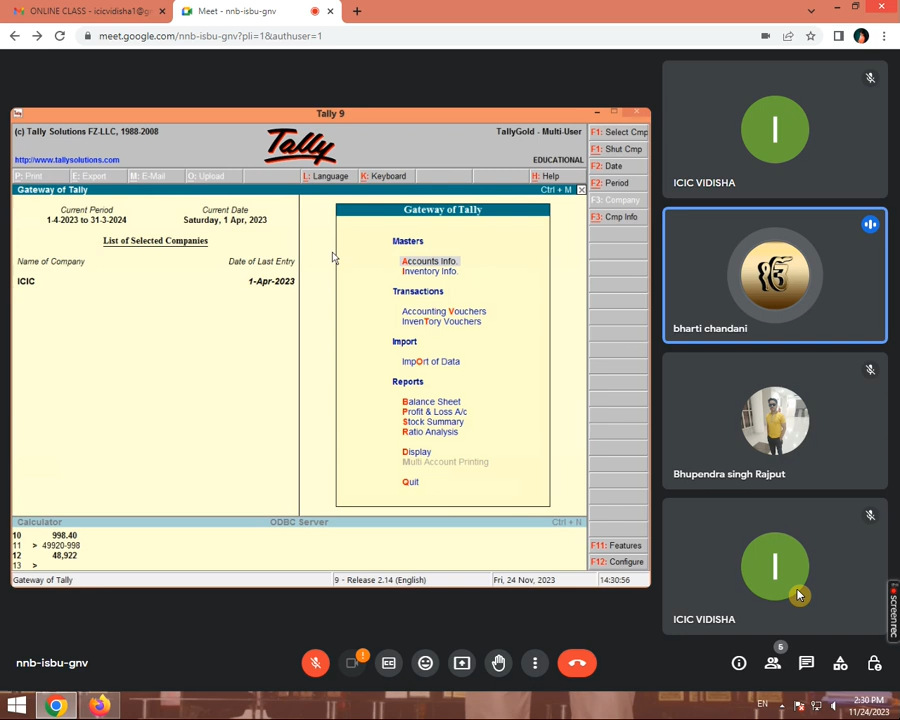 ONLINE CLASS - icicvidisha1@g
Meet - nnb-isbu-gnv
meet.google.com/nnb-isbu-gnv?pli=1&authuser=1
Tally 9
(c) Tally Solutions FZ-LLC, 1988-2008
TallyGold - Multi-User
Tally
http://www.tallysolutions.com
EDUCATIONAL
P: Print
E: Export
M: E-Mail
O: Upload
L: Language
K: Keyboard
H: Help
Gateway of Tally
Ctrl + M
Current Period
1-4-2023 to 31-3-2024
Current Date
Saturday, 1 Apr, 2023
List of Selected Companies
Name of Company
Date of Last Entry
ICIC
1-Apr-2023
Gateway of Tally
Masters
Accounts Info.
Inventory Info.
Transactions
Accounting Vouchers
InvenTory Vouchers
Import
ImpOrt of Data
Reports
Balance Sheet
Profit & Loss A/c
Stock Summary
Ratio Analysis
Display
Multi Account Printing
Quit
F1: Select Cmp
F1: Shut Cmp
F2: Date
F2: Period
F3: Company
F3: Cmp Info
F11: Features
F12: Configure
Calculator
ODBC Server
Ctrl + N
10 998.40
11 > 49920-998
12 48,922
13 >
Gateway of Tally
9 - Release 2.14 (English)
Fri, 24 Nov, 2023
14:30:56
I
ICIC VIDISHA
ੴ
bharti chandani
Bhupendra singh Rajput
I
ICIC VIDISHA
screenrec
nnb-isbu-gnv
5
EN
2:30 PM
11/24/2023